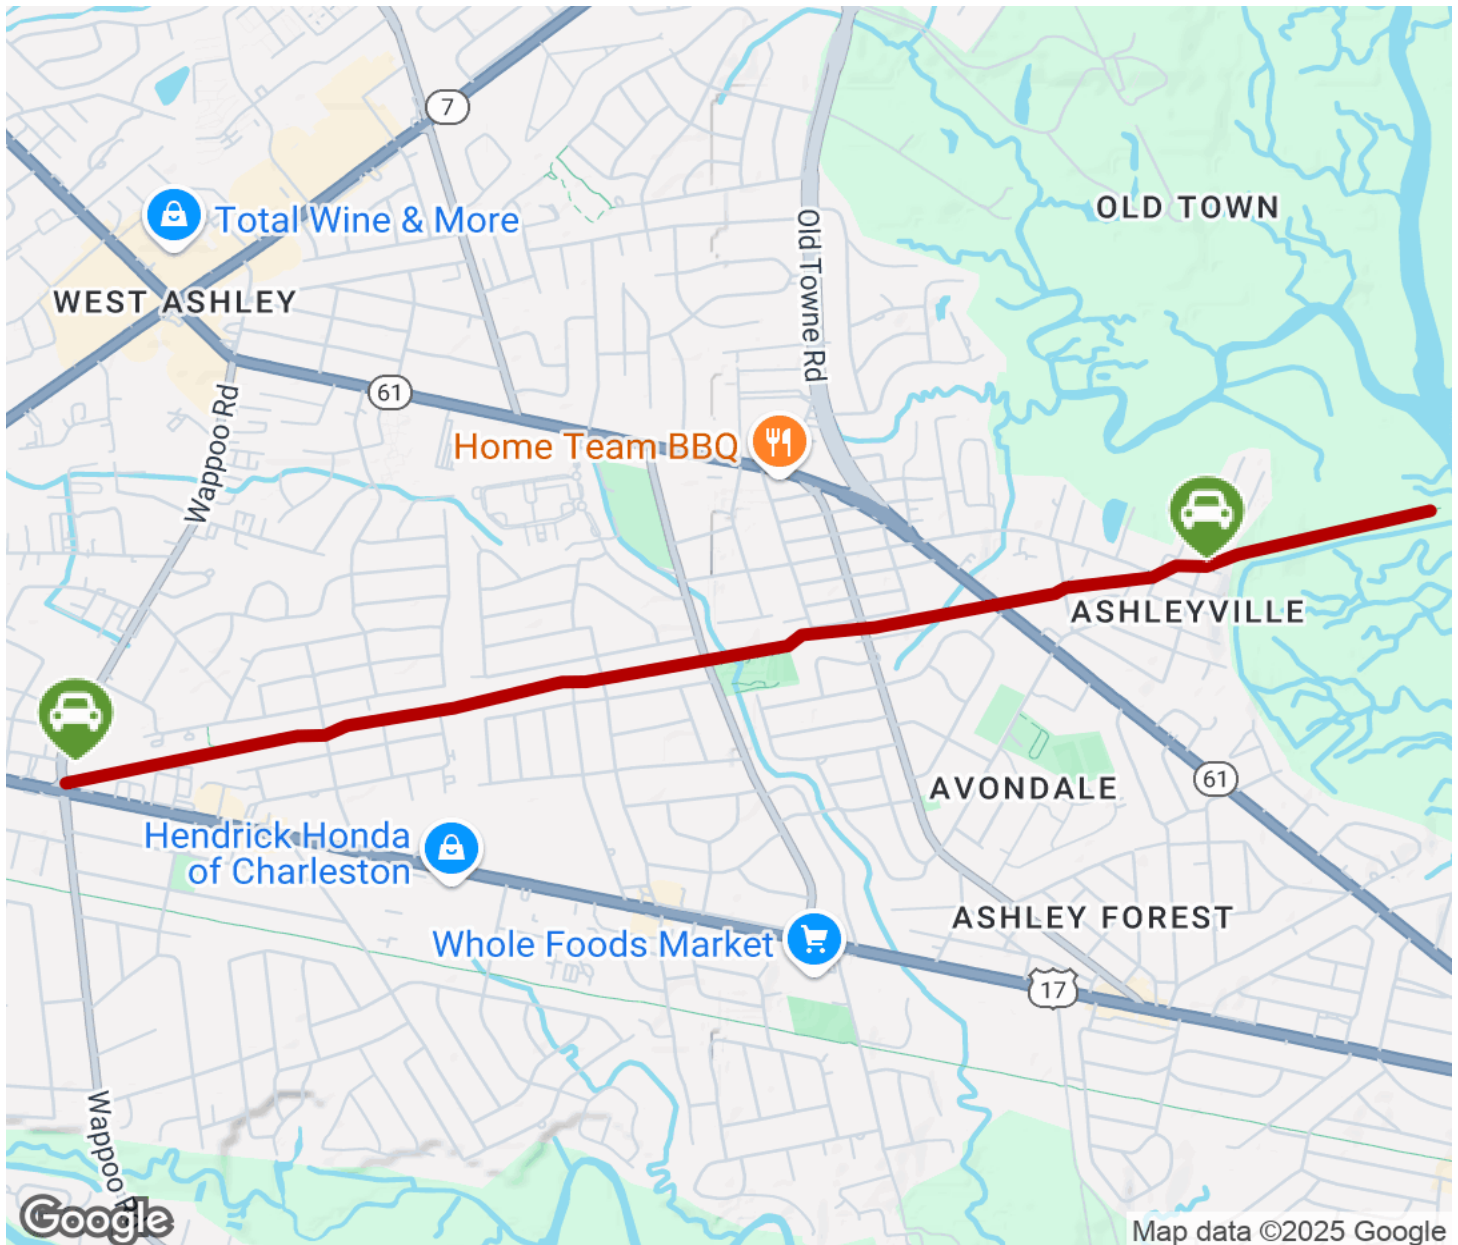 7
OLD TOWN
Total Wine & More
Old Towne Rd
WEST ASHLEY
61
Wappoo Rd
Home Team BBQ
ASHLEYVILLE
61
AVONDALE
Hendrick Honda
of Charleston
ASHLEY FOREST
Whole Foods Market
17
Wappoo
Google
Map data ©2025 Google